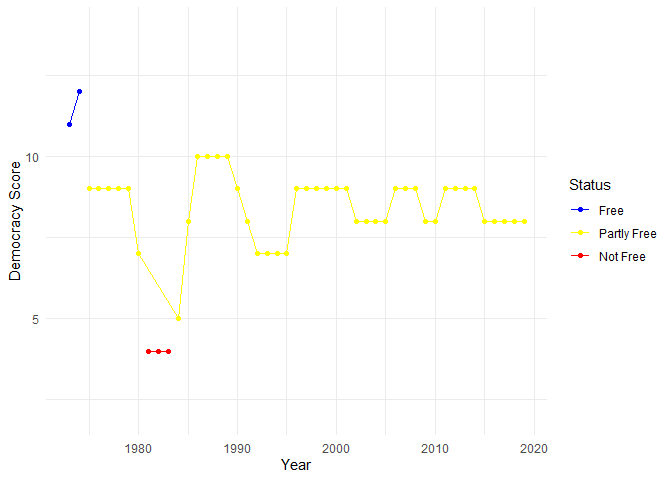 Democracy Score
10
5
1980
1990
2000
2010
2020
Year
Status
Free
Partly Free
Not Free